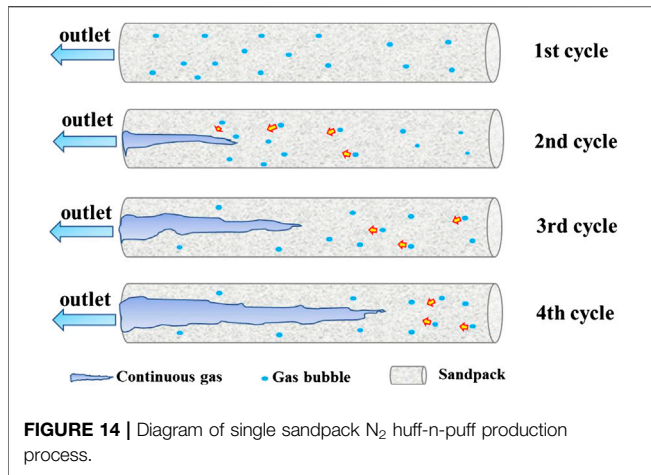 outlet
1st cycle
outlet
2nd cycle
outlet
3rd cycle
outlet
4th cycle
Continuous gas
Gas bubble
Sandpack
FIGURE 14 | Diagram of single sandpack N₂ huff-n-puff production
process.